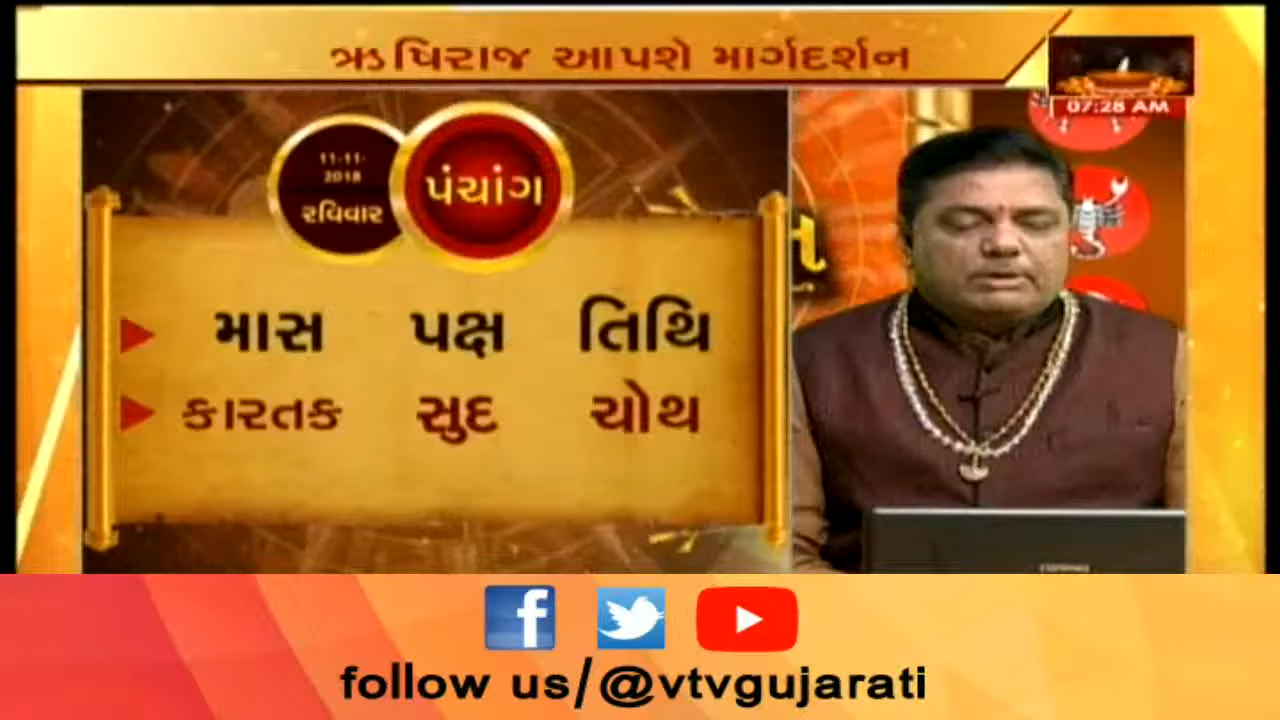 ઋષિરાજ આપશે માર્ગદર્શન
07:28 AM
11-11-
2018
રવિવાર
પંચાંગ
માસ પક્ષ તિથિ
કારતક સુદ ચોથ
follow us/@vtvgujarati